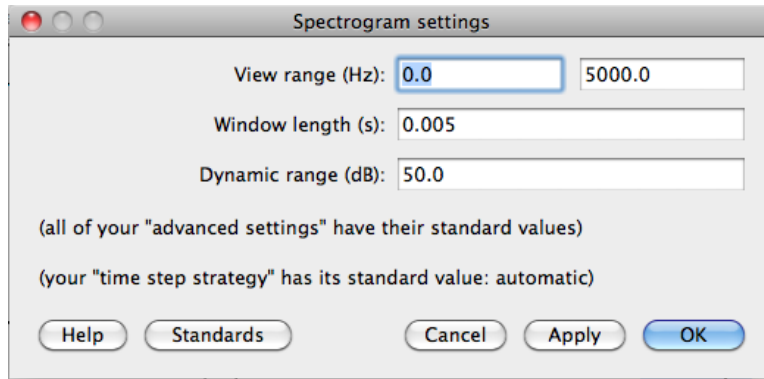 Spectrogram settings
View range (Hz): 0.0 5000.0
Window length (s): 0.005
Dynamic range (dB): 50.0
(all of your "advanced settings" have their standard values)
(your "time step strategy" has its standard value: automatic)
Help Standards Cancel Apply OK